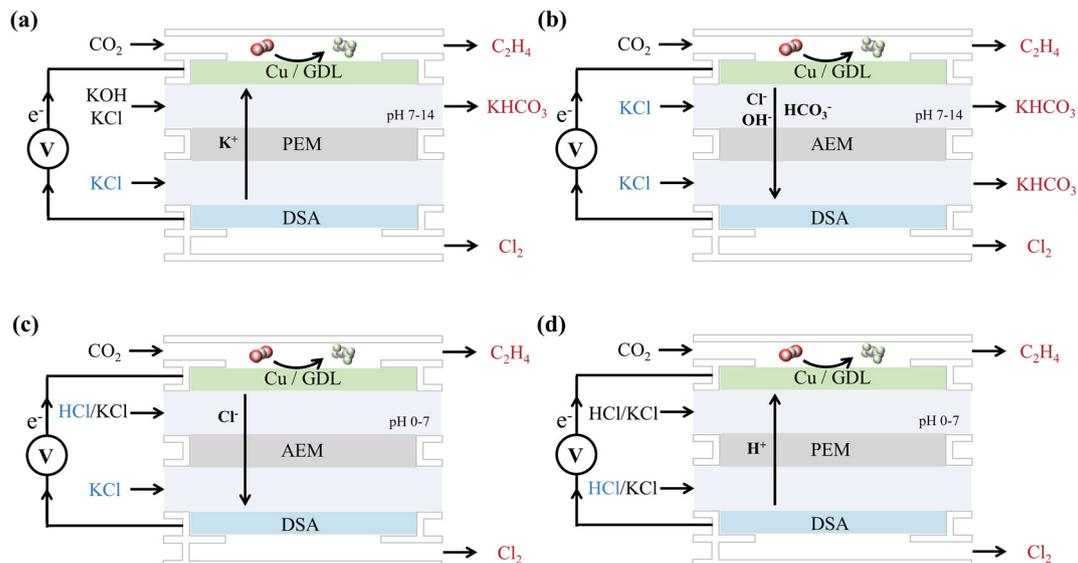 (a)
CO₂
C₂H₄
Cu / GDL
e⁻
KOH
KCl
KHCO₃
pH 7-14
V
K⁺
PEM
KCl
DSA
Cl₂
(b)
CO₂
C₂H₄
Cu / GDL
e⁻
KCl
Cl⁻
OH⁻
HCO₃⁻
KHCO₃
pH 7-14
V
AEM
KCl
KHCO₃
DSA
Cl₂
(c)
CO₂
C₂H₄
Cu / GDL
e⁻
HCl/KCl
Cl⁻
pH 0-7
V
AEM
KCl
DSA
Cl₂
(d)
CO₂
C₂H₄
Cu / GDL
e⁻
HCl/KCl
pH 0-7
V
H⁺
PEM
HCl/KCl
DSA
Cl₂